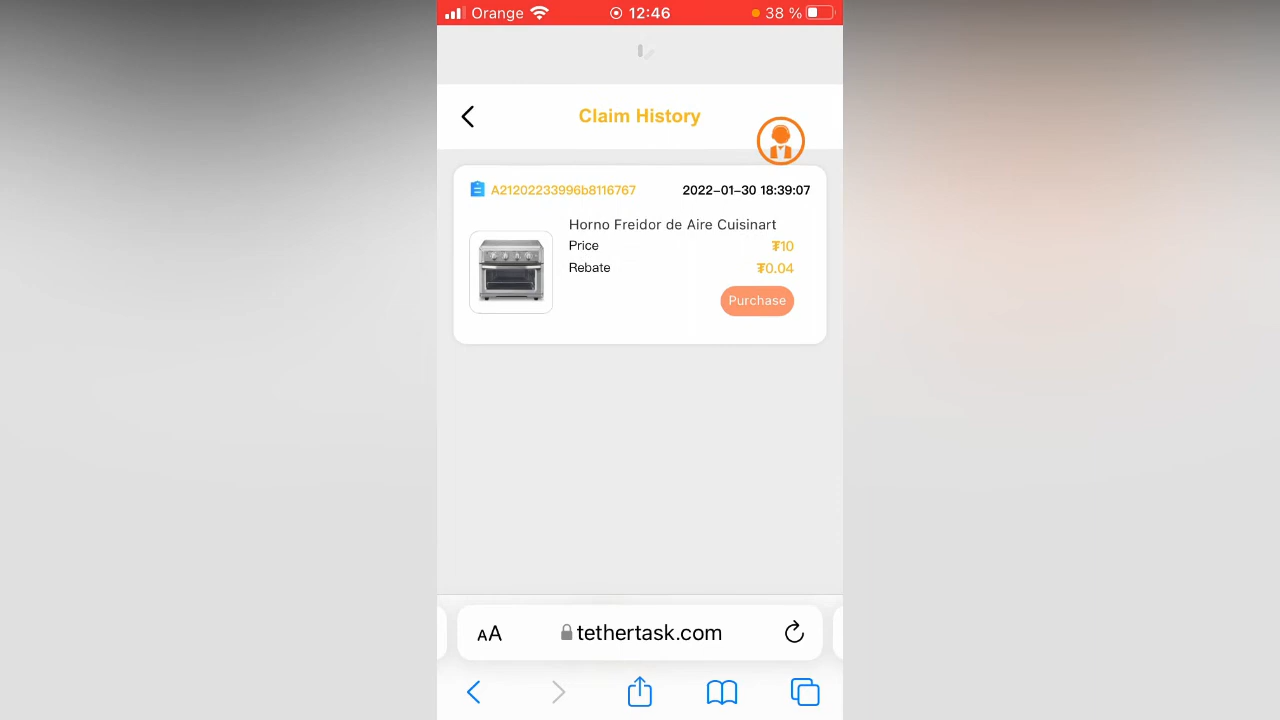 Orange 12:46 38 %
Claim History
A21202233996b8116767 2022-01-30 18:39:07
Horno Freidor de Aire Cuisinart
Price ₮10
Rebate ₮0.04
Purchase
AA tethertask.com